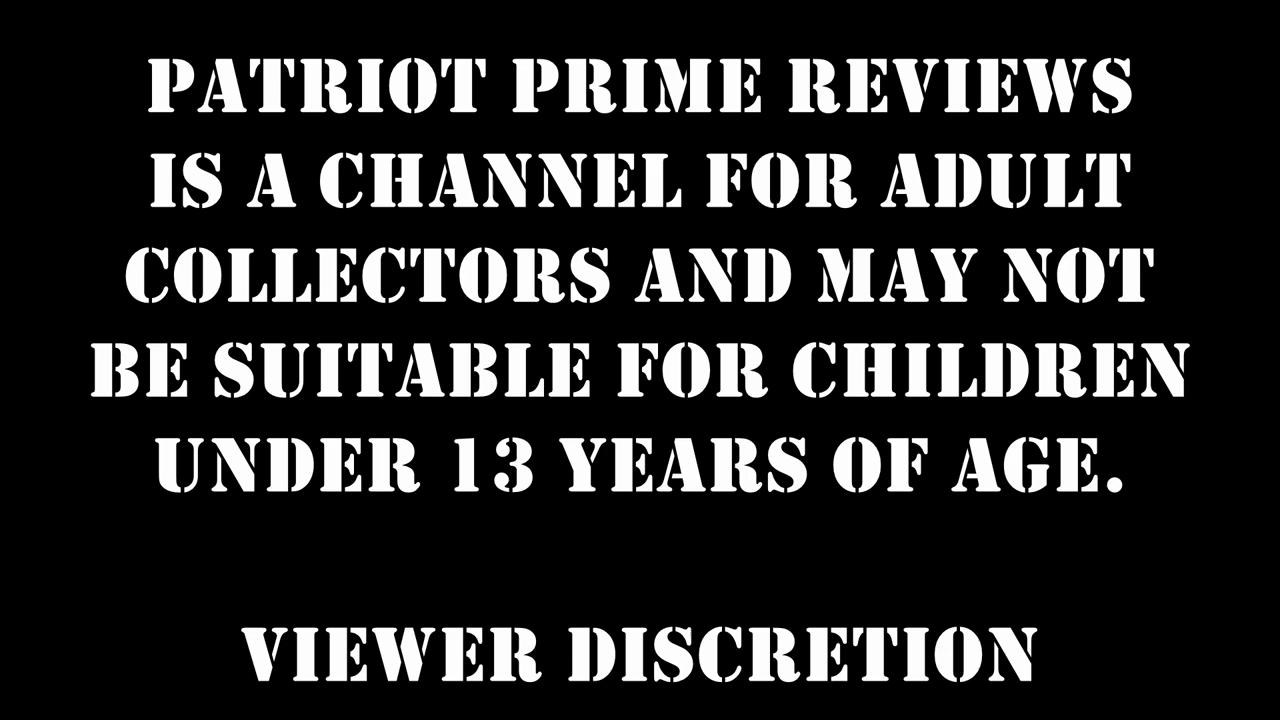 PATRIOT PRIME REVIEWS
IS A CHANNEL FOR ADULT
COLLECTORS AND MAY NOT
BE SUITABLE FOR CHILDREN
UNDER 13 YEARS OF AGE.
VIEWER DISCRETION